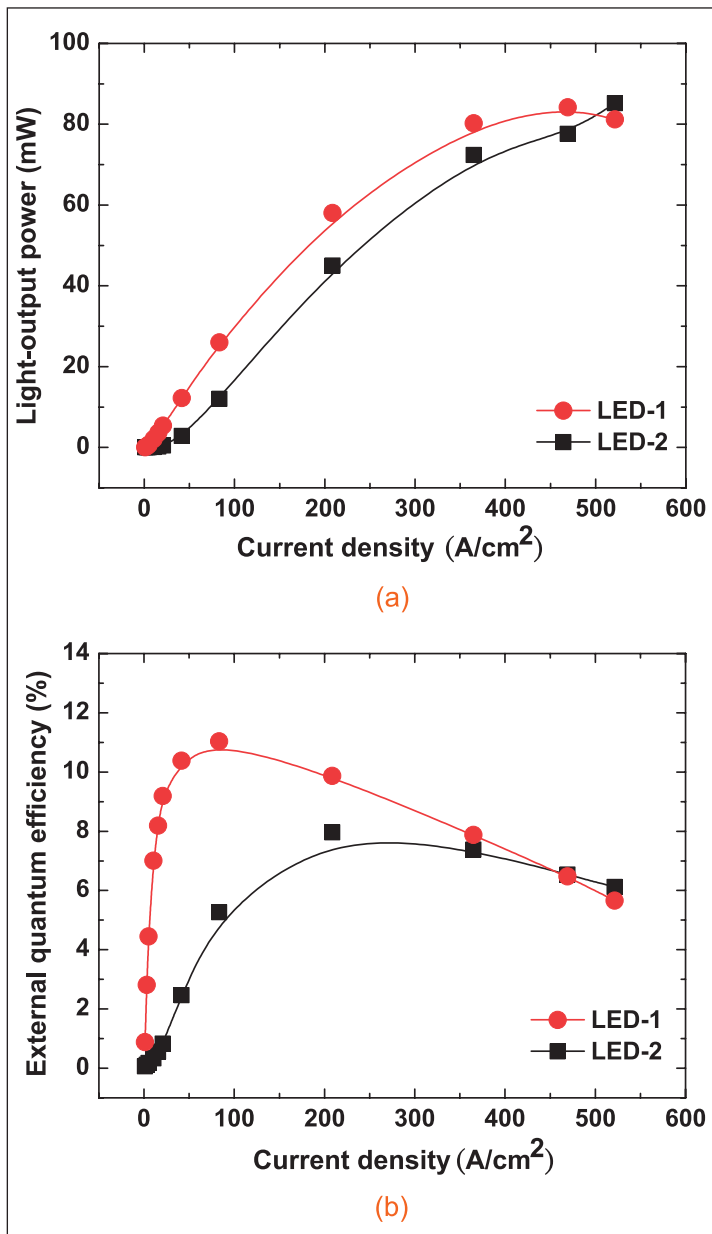 100
80
60
40
20
0
Light-output power (mW)
LED-1
LED-2
0 100 200 300 400 500 600
Current density (A/cm²)
(a)
14
12
10
8
6
4
2
0
External quantum efficiency (%)
LED-1
LED-2
0 100 200 300 400 500 600
Current density (A/cm²)
(b)